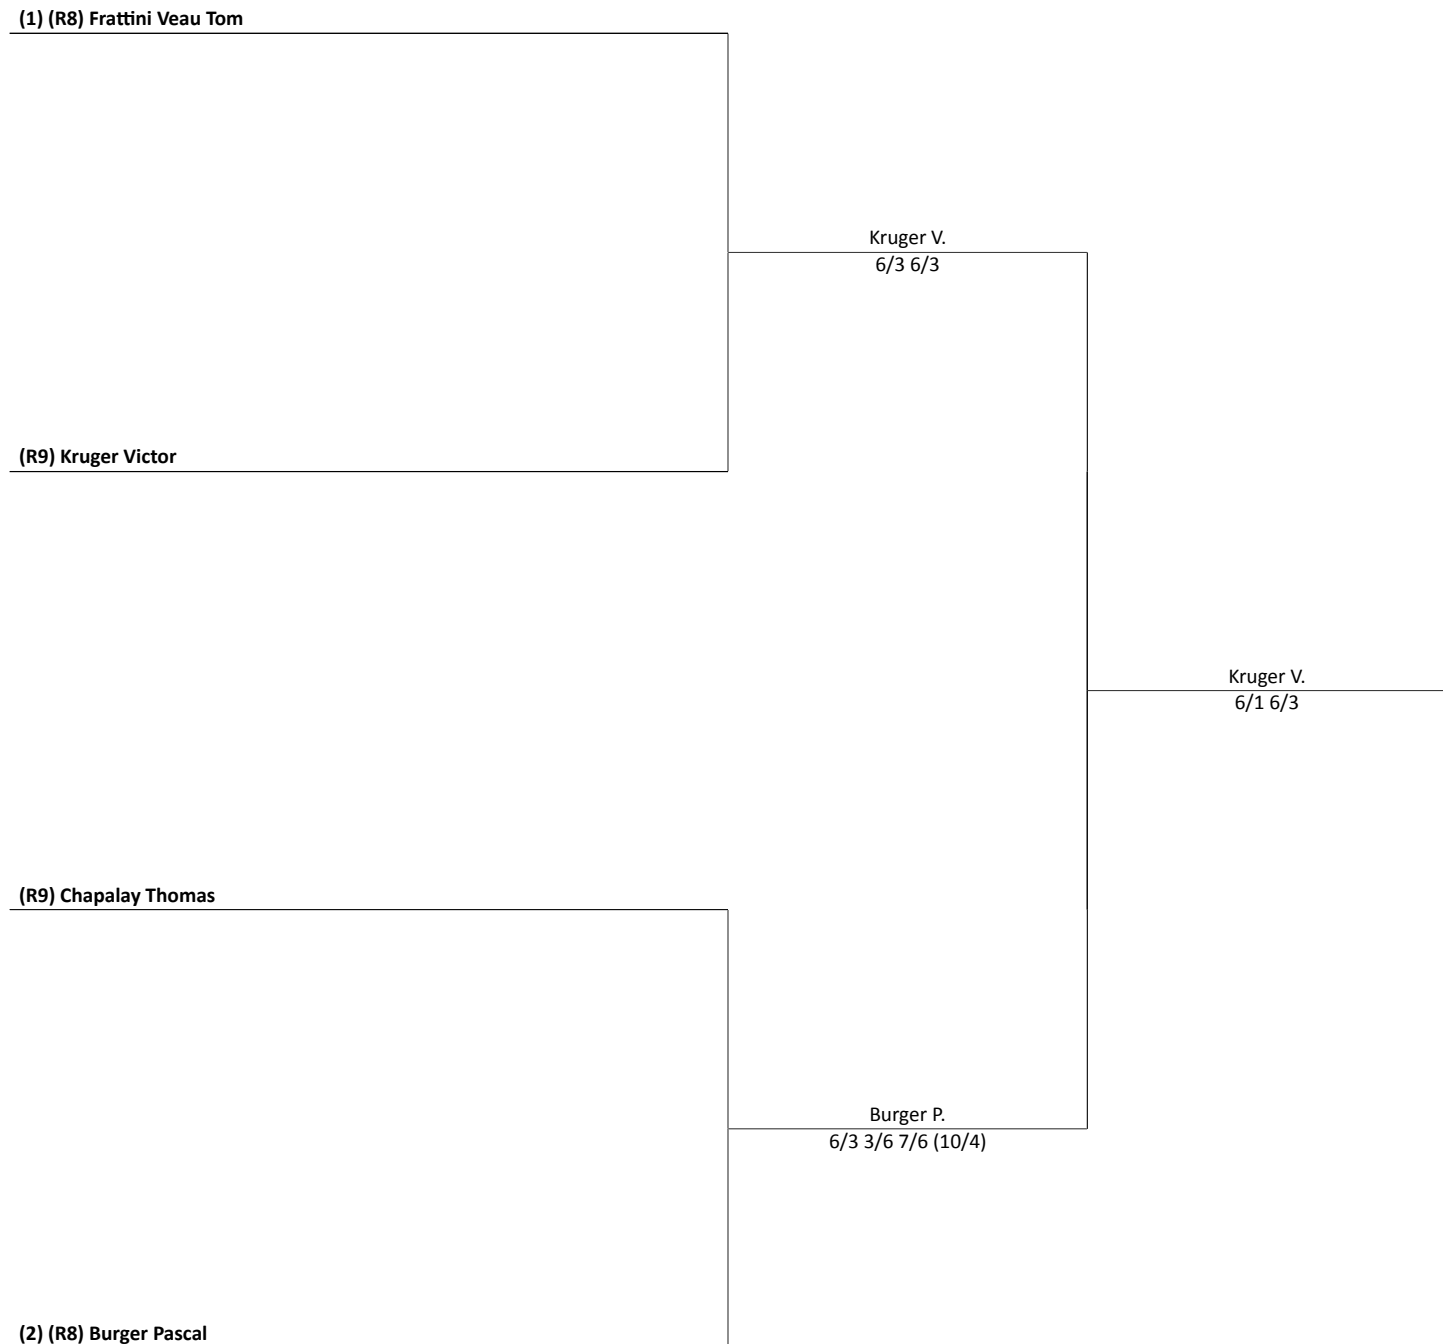 (1) (R8) Frattini Veau Tom
Kruger V.
6/3 6/3
(R9) Kruger Victor
Kruger V.
6/1 6/3
(R9) Chapalay Thomas
Burger P.
6/3 3/6 7/6 (10/4)
(2) (R8) Burger Pascal